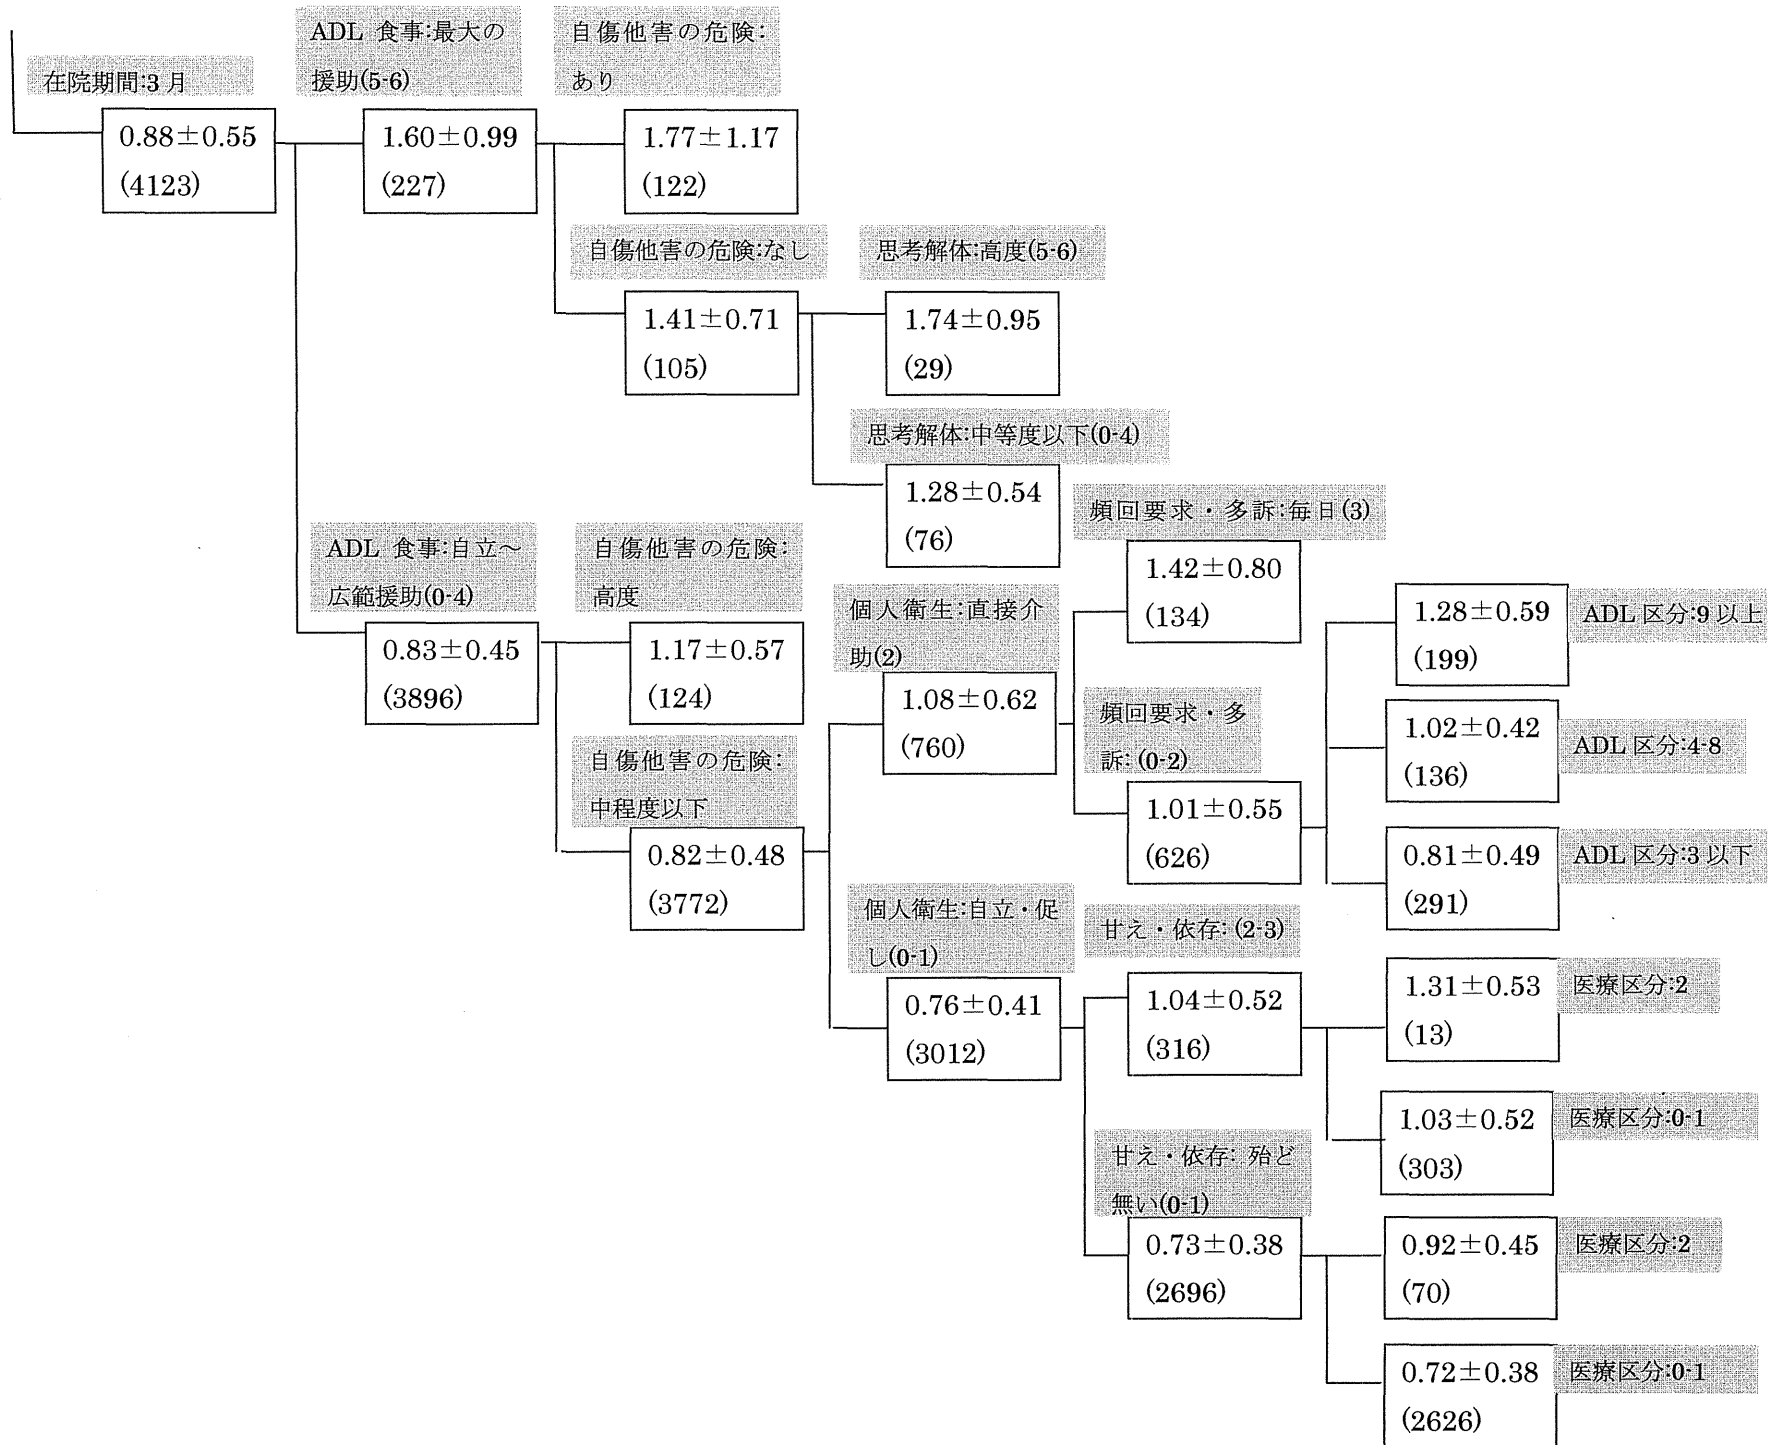 在院期間:3 月
0.88±0.55
(4123)
ADL 食事:最大の
援助(5-6)
1.60±0.99
(227)
自傷他害の危険:
あり
1.77±1.17
(122)
自傷他害の危険:なし
1.41±0.71
(105)
思考解体:高度(5-6)
1.74±0.95
(29)
思考解体:中等度以下(0-4)
1.28±0.54
(76)
ADL 食事:自立～
広範援助(0-4)
0.83±0.45
(3896)
自傷他害の危険:
高度
1.17±0.57
(124)
自傷他害の危険:
中程度以下
0.82±0.48
(3772)
個人衛生:直接介
助(2)
1.08±0.62
(760)
頻回要求・多訴:毎日(3)
1.42±0.80
(134)
頻回要求・多
訴: (0-2)
1.01±0.55
(626)
1.28±0.59
(199)
ADL 区分:9 以上
1.02±0.42
(136)
ADL 区分:4-8
0.81±0.49
(291)
ADL 区分:3 以下
個人衛生:自立・促
し(0-1)
0.76±0.41
(3012)
甘え・依存: (2-3)
1.04±0.52
(316)
1.31±0.53
(13)
医療区分:2
1.03±0.52
(303)
医療区分:0-1
甘え・依存: 殆ど
無い(0-1)
0.73±0.38
(2696)
0.92±0.45
(70)
医療区分:2
0.72±0.38
(2626)
医療区分:0-1